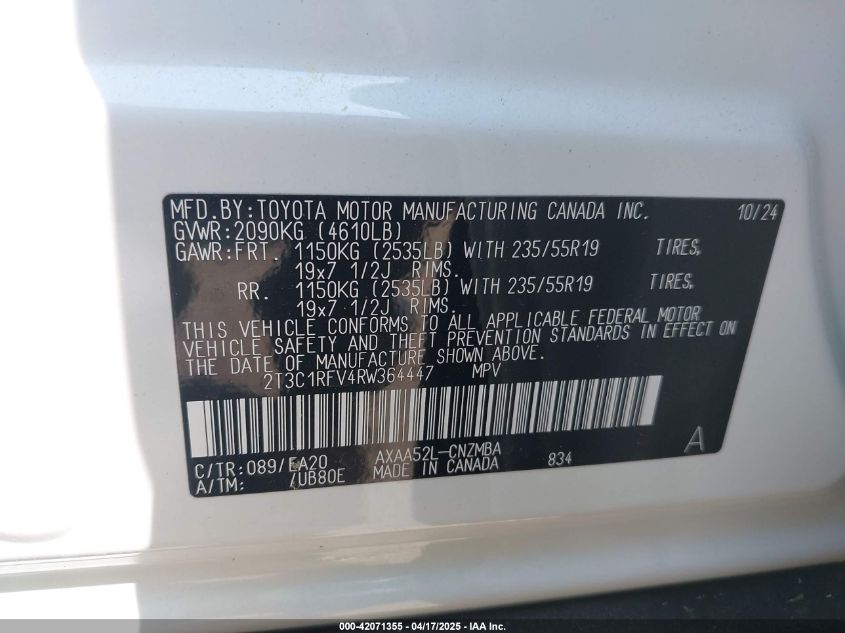 MFD.BY:TOYOTA MOTOR MANUFACTURING CANADA INC. 10/24
GVWR:2090KG (4610LB)
GAWR:FRT. 1150KG (2535LB) WITH 235/55R19 TIRES,
19x7 1/2J RIMS.
RR. 1150KG (2535LB) WITH 235/55R19 TIRES,
19x7 1/2J RIMS.
THIS VEHICLE CONFORMS TO ALL APPLICABLE FEDERAL MOTOR
VEHICLE SAFETY AND THEFT PREVENTION STANDARDS IN EFFECT ON
THE DATE OF MANUFACTURE SHOWN ABOVE.
2T3C1RFV4RW364447 MPV
C/TR:089/EA20 AXAA52L-CNZMBA 834 A
A/TM: /UB80E MADE IN CANADA
000-42071355 - 04/17/2025 - IAA Inc.